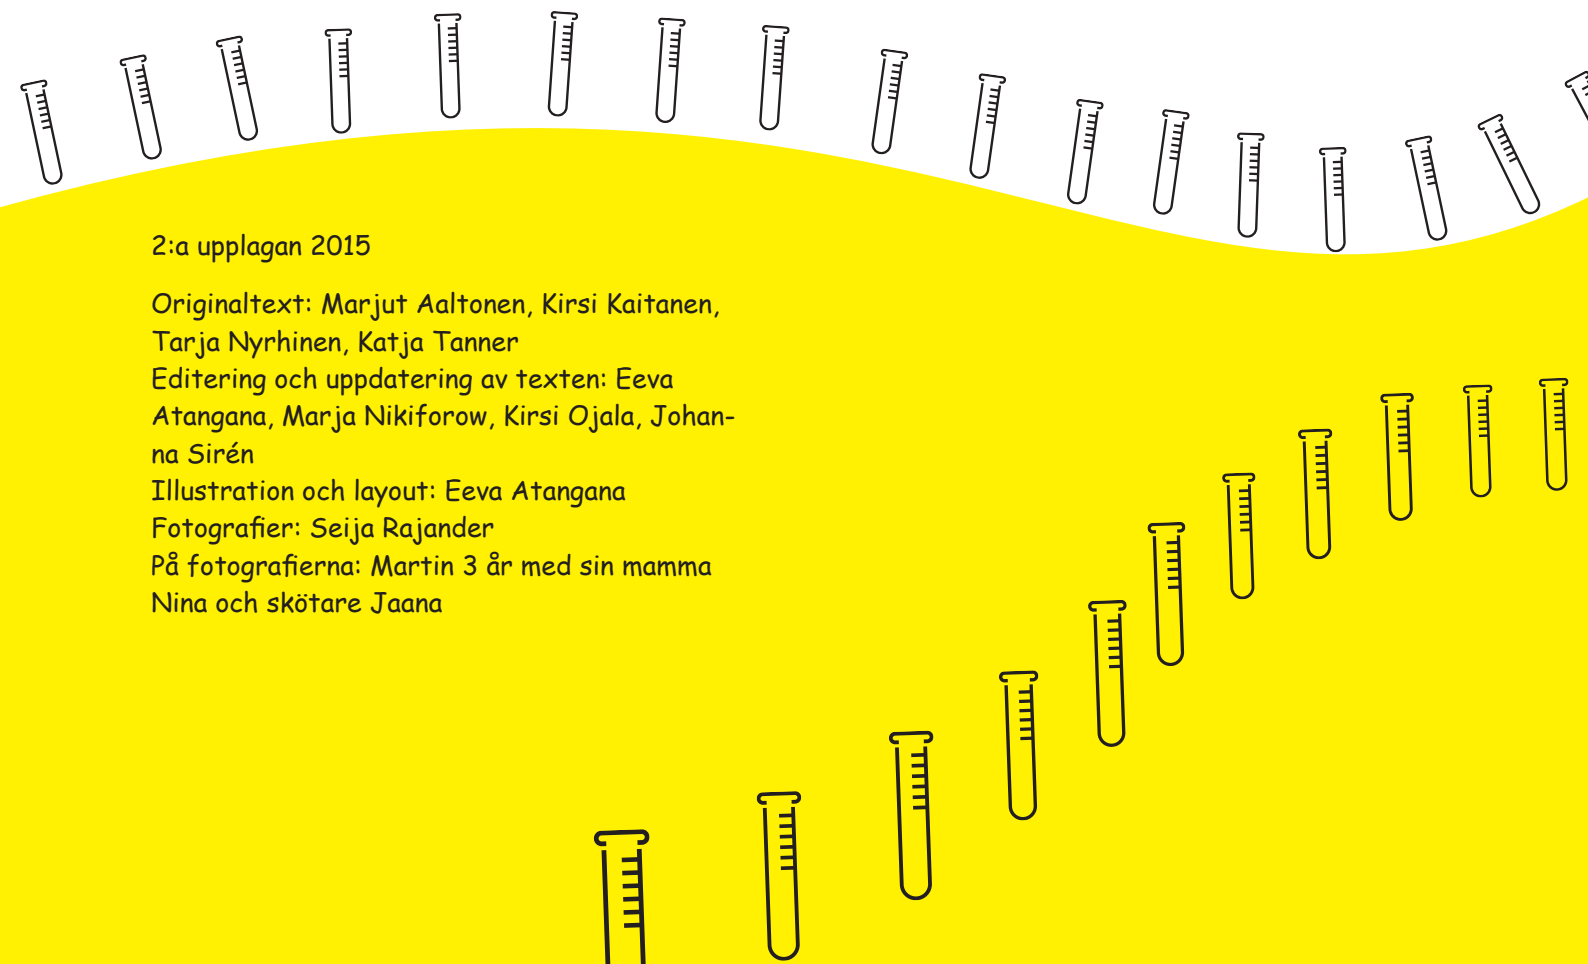 2:a upplagan 2015
Originaltext: Marjut Aaltonen, Kirsi Kaitanen,
Tarja Nyrhinen, Katja Tanner
Editering och uppdatering av texten: Eeva
Atangana, Marja Nikiforow, Kirsi Ojala, Johan-
na Sirén
Illustration och layout: Eeva Atangana
Fotografier: Seija Rajander
På fotografierna: Martin 3 år med sin mamma
Nina och skötare Jaana